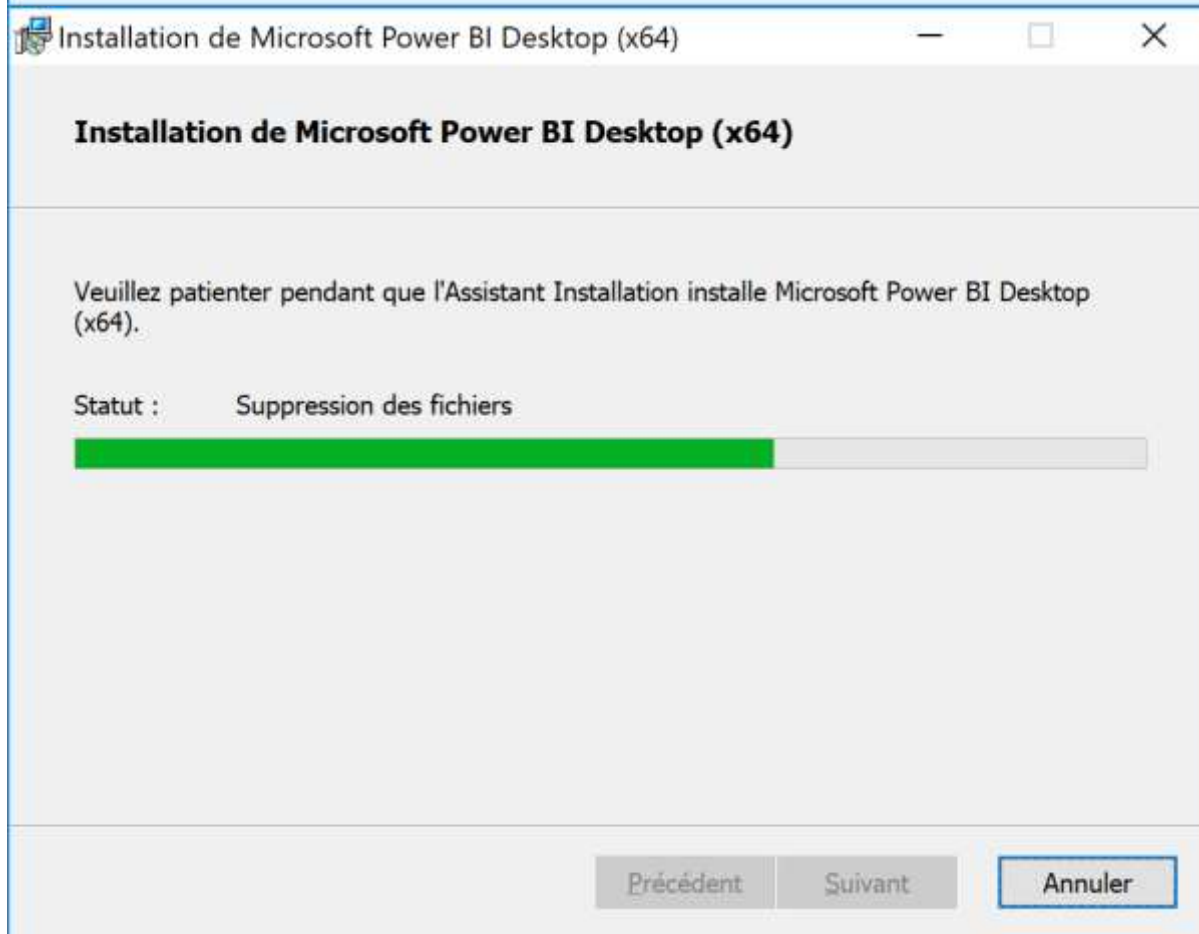 Installation de Microsoft Power BI Desktop (x64)
Installation de Microsoft Power BI Desktop (x64)
Veuillez patienter pendant que l'Assistant Installation installe Microsoft Power BI Desktop
(x64).
Statut : Suppression des fichiers
Précédent Suivant Annuler